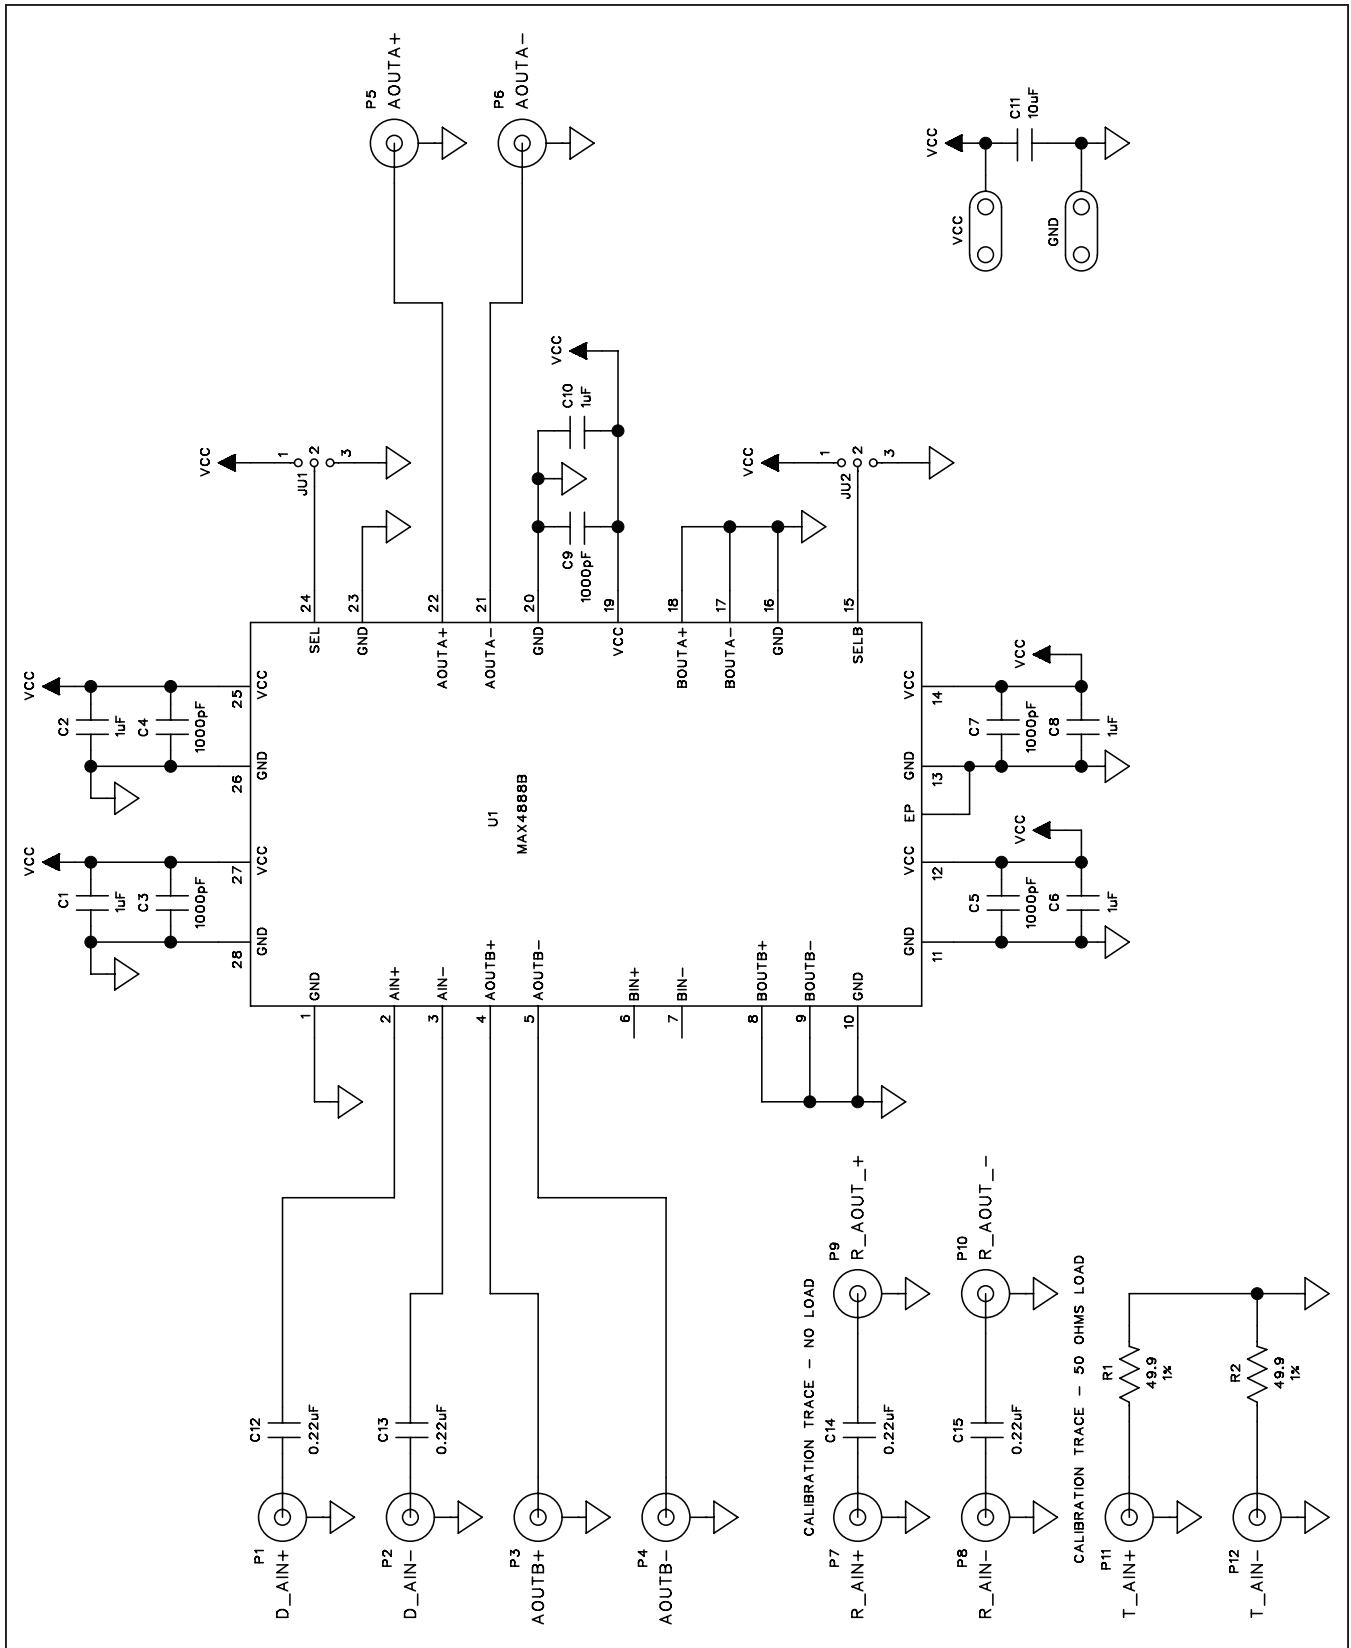 P5
AOUTA+
P6
AOUTA-
VCC
C11
10uF
VCC
GND
VCC
1
2
3
JU1
VCC
C10
1uF
C9
1000pF
VCC
1
2
3
JU2
24
23
22
21
20
19
18
17
16
15
SEL
GND
AOUTA+
AOUTA-
GND
VCC
BOUTA+
BOUTA-
GND
SELB
VCC
C2
1uF
C4
1000pF
25
VCC
26
GND
VCC
C1
1uF
C3
1000pF
27
VCC
28
GND
U1
MAX4888B
VCC
14
GND
13
EP
VCC
12
GND
11
VCC
C7
1000pF
C8
1uF
VCC
C5
1000pF
C6
1uF
GND
AIN+
AIN-
AOUTB+
AOUTB-
BIN+
BIN-
BOUTB+
BOUTB-
GND
1
2
3
4
5
6
7
8
9
10
C12
0.22uF
P1
D_AIN+
C13
0.22uF
P2
D_AIN-
P3
AOUTB+
P4
AOUTB-
CALIBRATION TRACE - NO LOAD
P7
R_AIN+
C14
0.22uF
P9
R_AOUT_+
P8
R_AIN-
C15
0.22uF
P10
R_AOUT_-
CALIBRATION TRACE - 50 OHMS LOAD
P11
T_AIN+
R1
49.9
1%
P12
T_AIN-
R2
49.9
1%